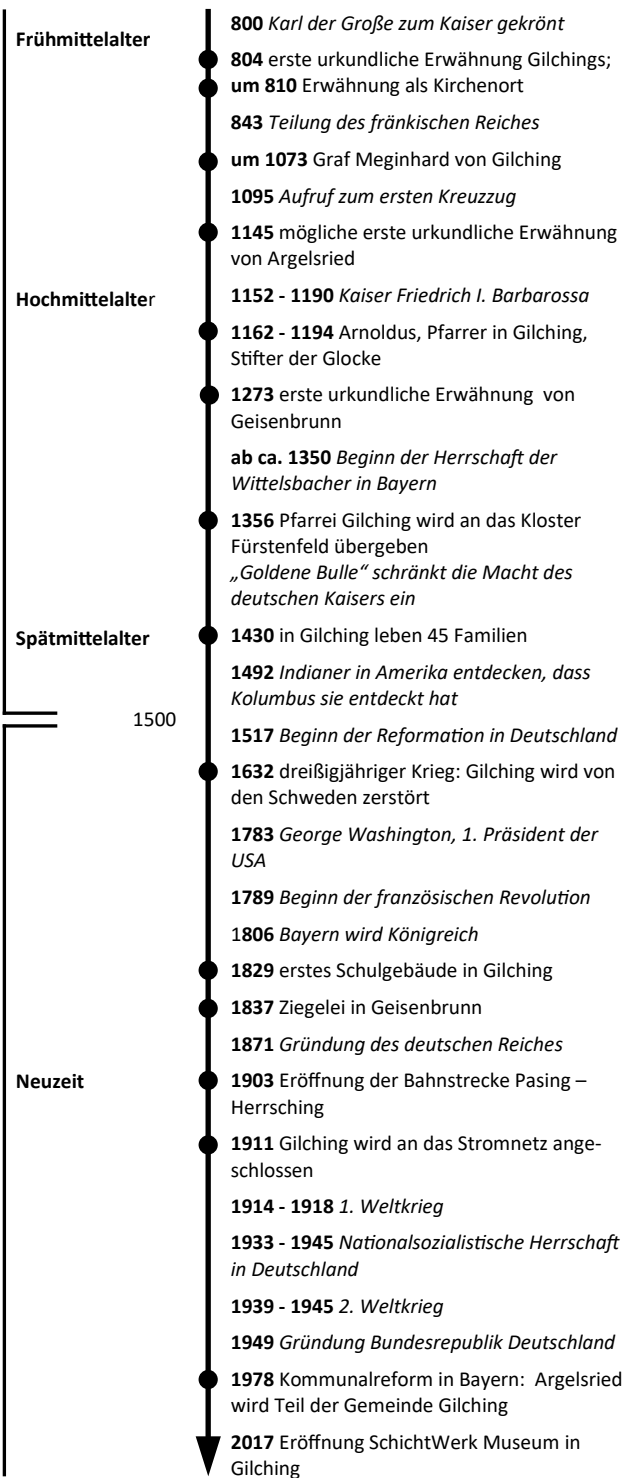 Frühmittelalter
800 Karl der Große zum Kaiser gekrönt
804 erste urkundliche Erwähnung Gilchings;
um 810 Erwähnung als Kirchenort
843 Teilung des fränkischen Reiches
um 1073 Graf Meginhard von Gilching
1095 Aufruf zum ersten Kreuzzug
1145 mögliche erste urkundliche Erwähnung
von Argelsried
Hochmittelalter
1152 - 1190 Kaiser Friedrich I. Barbarossa
1162 - 1194 Arnoldus, Pfarrer in Gilching,
Stifter der Glocke
1273 erste urkundliche Erwähnung von
Geisenbrunn
ab ca. 1350 Beginn der Herrschaft der
Wittelsbacher in Bayern
1356 Pfarrei Gilching wird an das Kloster
Fürstenfeld übergeben
„Goldene Bulle“ schränkt die Macht des
deutschen Kaisers ein
Spätmittelalter
1430 in Gilching leben 45 Familien
1492 Indianer in Amerika entdecken, dass
Kolumbus sie entdeckt hat
1500
1517 Beginn der Reformation in Deutschland
1632 dreißigjähriger Krieg: Gilching wird von
den Schweden zerstört
1783 George Washington, 1. Präsident der
USA
1789 Beginn der französischen Revolution
1806 Bayern wird Königreich
1829 erstes Schulgebäude in Gilching
1837 Ziegelei in Geisenbrunn
1871 Gründung des deutschen Reiches
Neuzeit
1903 Eröffnung der Bahnstrecke Pasing –
Herrsching
1911 Gilching wird an das Stromnetz ange-
schlossen
1914 - 1918 1. Weltkrieg
1933 - 1945 Nationalsozialistische Herrschaft
in Deutschland
1939 - 1945 2. Weltkrieg
1949 Gründung Bundesrepublik Deutschland
1978 Kommunalreform in Bayern: Argelsried
wird Teil der Gemeinde Gilching
2017 Eröffnung SchichtWerk Museum in
Gilching